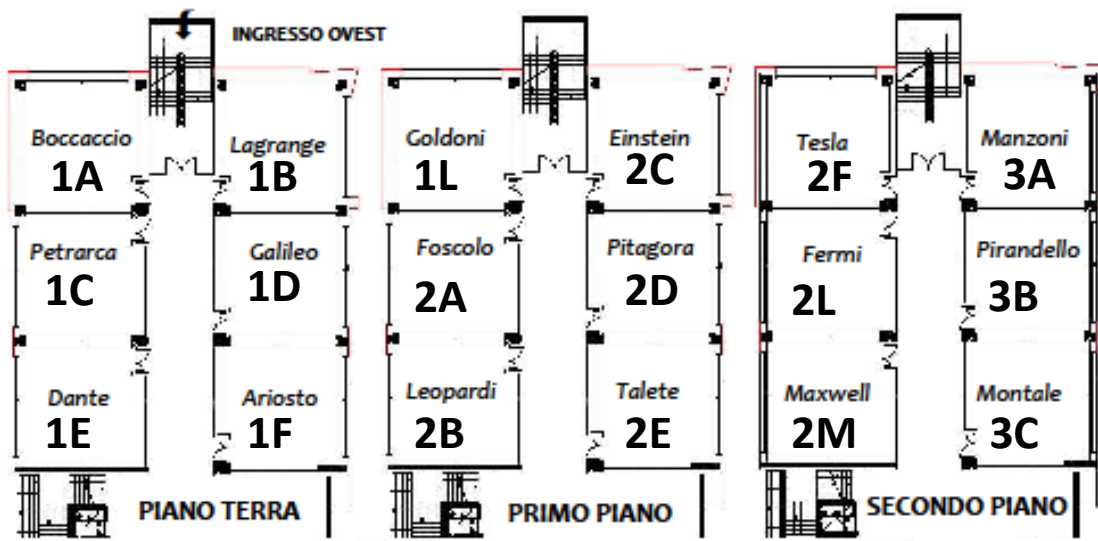 INGRESSO OVEST
Boccaccio
1A
Lagrange
1B
Petrarca
1C
Galileo
1D
Dante
1E
Ariosto
1F
PIANO TERRA
Goldoni
1L
Einstein
2C
Foscolo
2A
Pitagora
2D
Leopardi
2B
Talete
2E
PRIMO PIANO
Tesla
2F
Manzoni
3A
Fermi
2L
Pirandello
3B
Maxwell
2M
Montale
3C
SECONDO PIANO